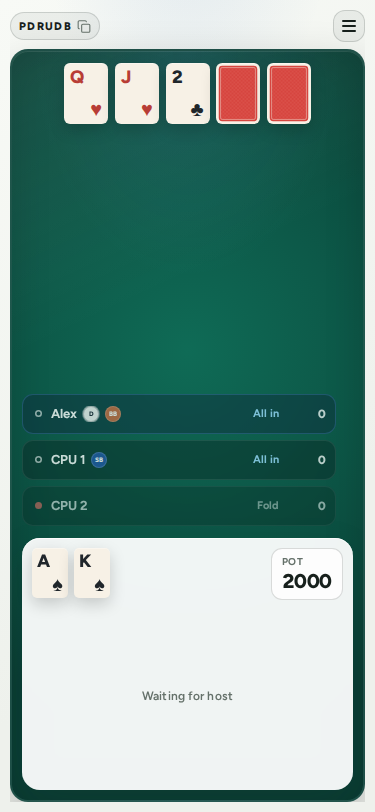 PDRUDB
Q J 2
Alex D BB All in 0
CPU 1 SB All in 0
CPU 2 Fold 0
A K
POT
2000
Waiting for host